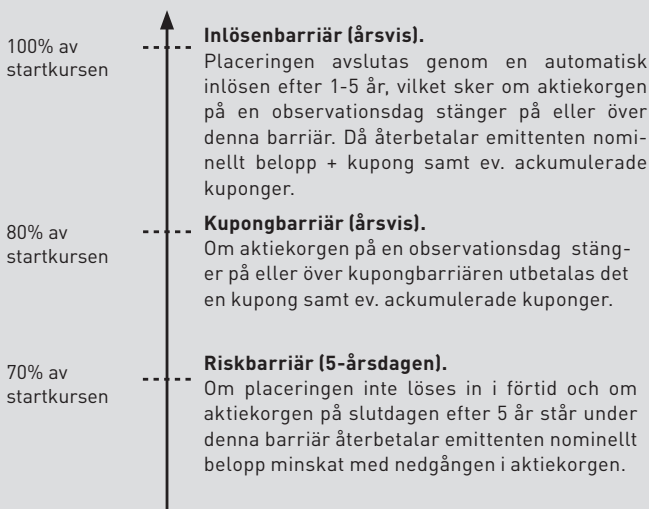 100% av
startkursen
Inlösenbarriär (årsvis).
Placeringen avslutas genom en automatisk
inlösen efter 1-5 år, vilket sker om aktiekorgen
på en observationsdag stänger på eller över
denna barriär. Då återbetalar emittenten nomi-
nellt belopp + kupong samt ev. ackumulerade
kuponger.
80% av
startkursen
Kupongbarriär (årsvis).
Om aktiekorgen på en observationsdag stäng-
er på eller över kupongbarriären utbetalas det
en kupong samt ev. ackumulerade kuponger.
70% av
startkursen
Riskbarriär (5-årsdagen).
Om placeringen inte löses in i förtid och om
aktiekorgen på slutdagen efter 5 år står under
denna barriär återbetalar emittenten nominellt
belopp minskat med nedgången i aktiekorgen.